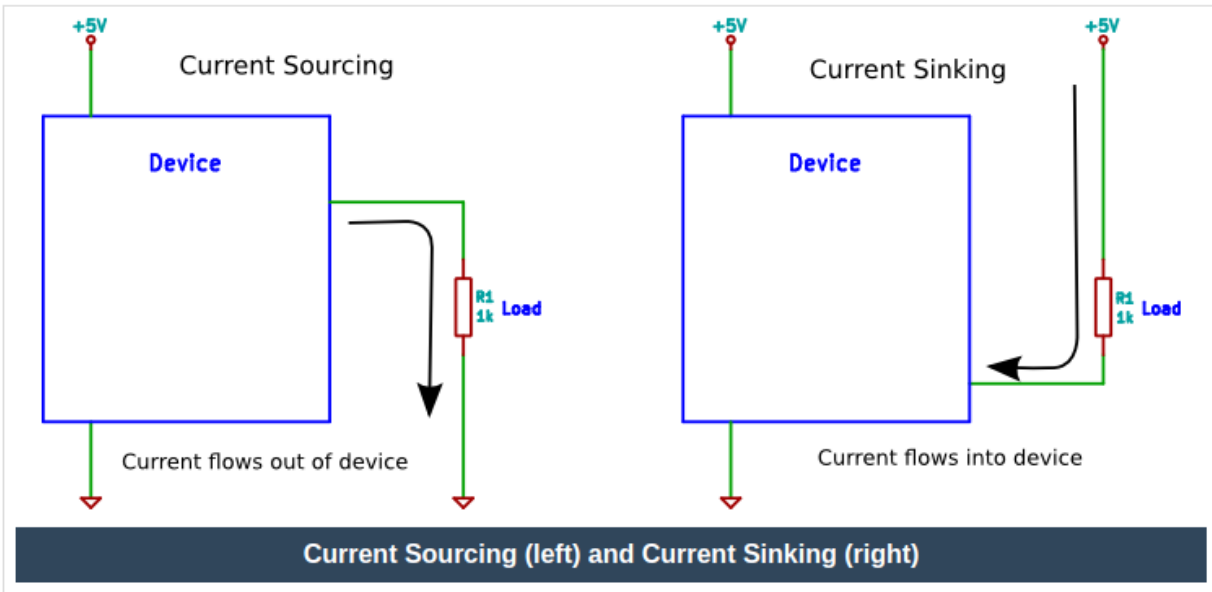 +5V
Current Sourcing
Device
R1
1k
Load
Current flows out of device
+5V
+5V
Current Sinking
Device
R1
1k
Load
Current flows into device
Current Sourcing (left) and Current Sinking (right)